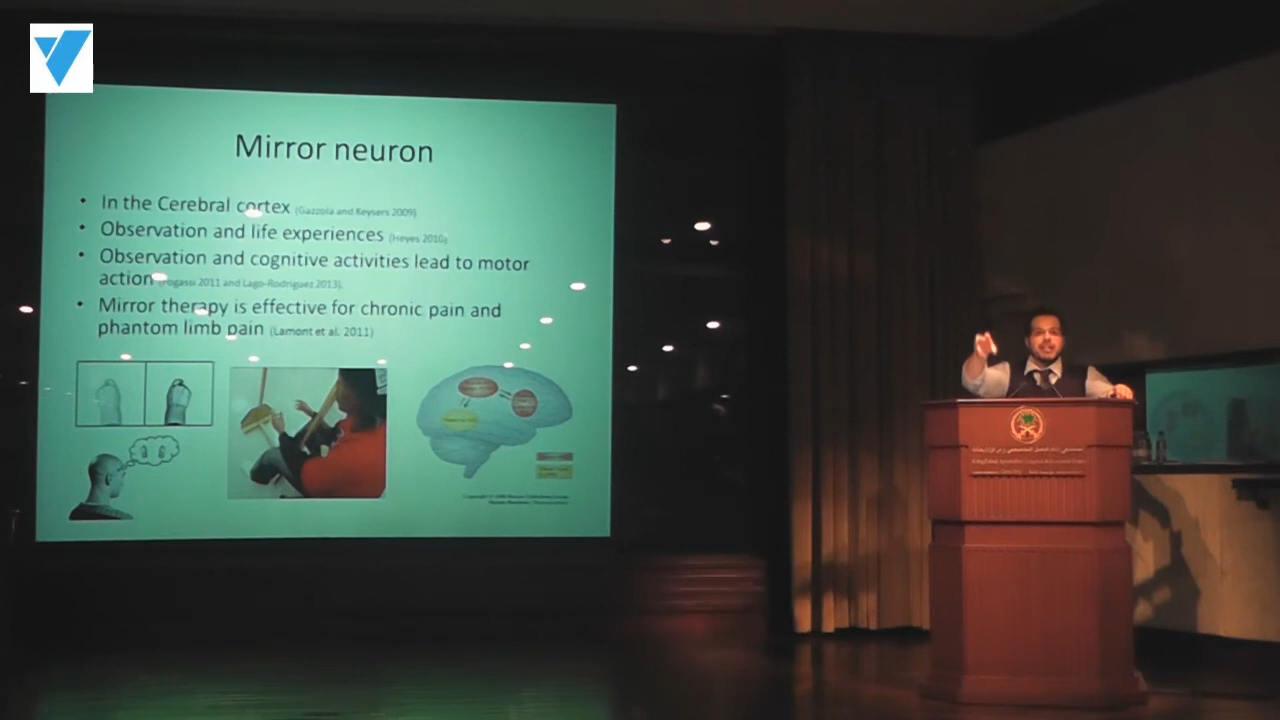 Mirror neuron
• In the Cerebral cortex (Gazzola and Keysers 2009)
• Observation and life experiences (Heyes 2010)
• Observation and cognitive activities lead to motor
action (Fogassi 2011 and Lago-Rodriguez 2013).
• Mirror therapy is effective for chronic pain and
phantom limb pain (Lamont et al. 2011)